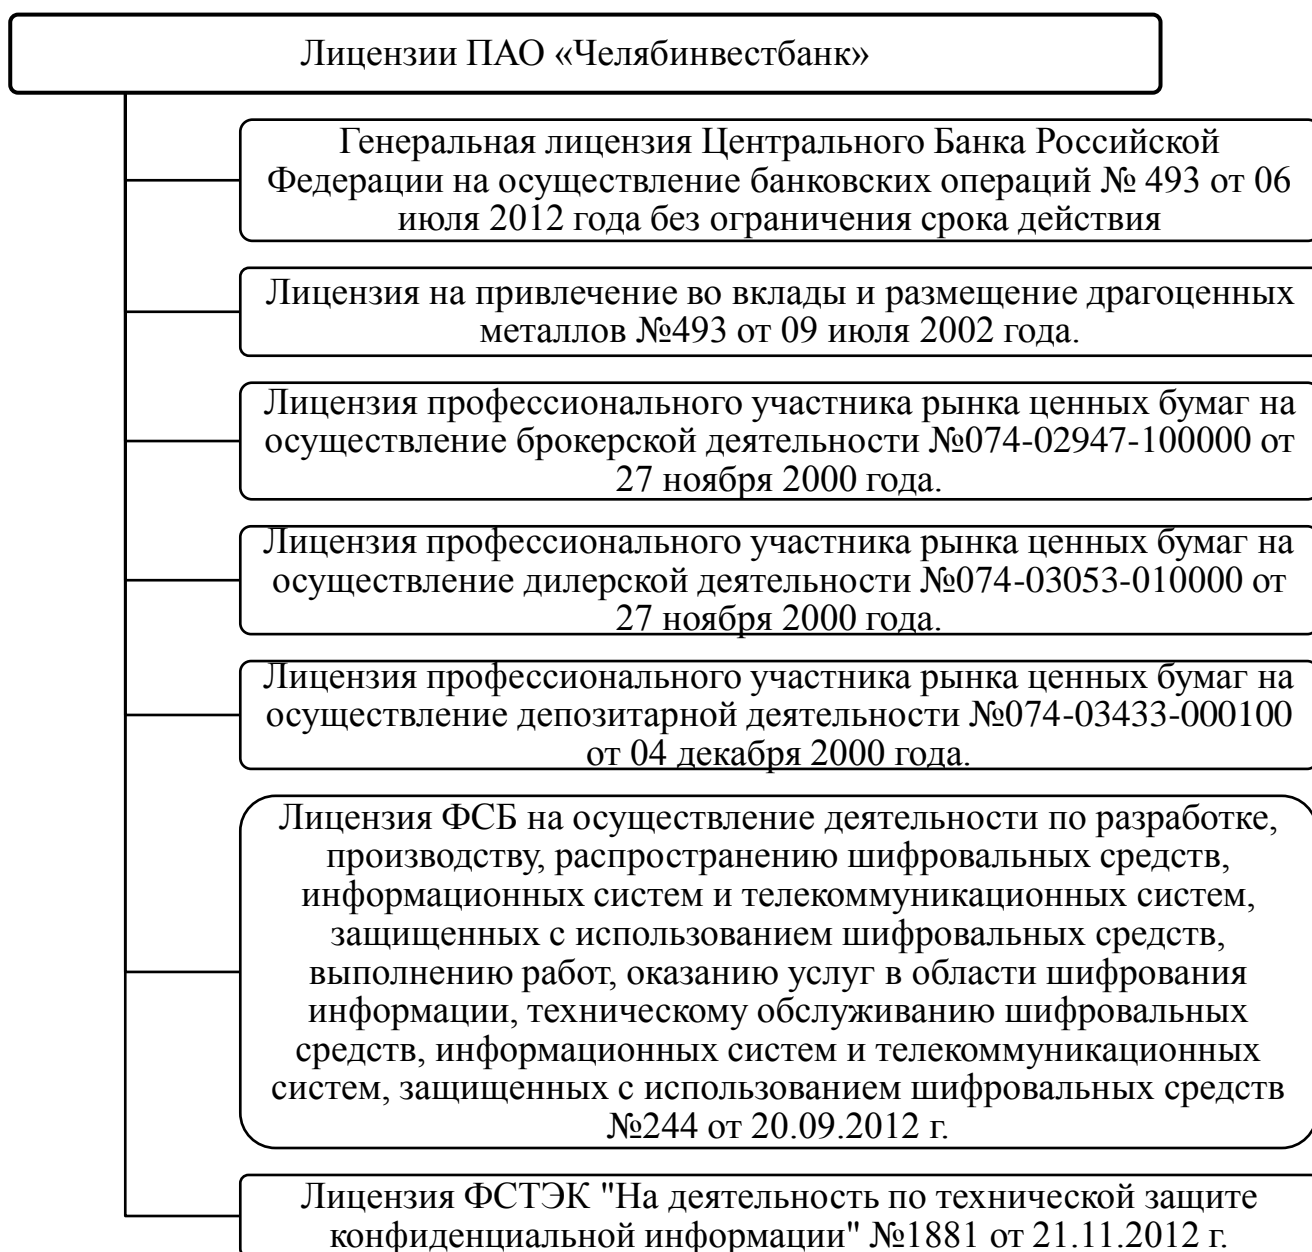 Лицензии ПАО «Челябинвестбанк»
Генеральная лицензия Центрального Банка Российской
Федерации на осуществление банковских операций № 493 от 06
июля 2012 года без ограничения срока действия
Лицензия на привлечение во вклады и размещение драгоценных
металлов №493 от 09 июля 2002 года.
Лицензия профессионального участника рынка ценных бумаг на
осуществление брокерской деятельности №074-02947-100000 от
27 ноября 2000 года.
Лицензия профессионального участника рынка ценных бумаг на
осуществление дилерской деятельности №074-03053-010000 от
27 ноября 2000 года.
Лицензия профессионального участника рынка ценных бумаг на
осуществление депозитарной деятельности №074-03433-000100
от 04 декабря 2000 года.
Лицензия ФСБ на осуществление деятельности по разработке,
производству, распространению шифровальных средств,
информационных систем и телекоммуникационных систем,
защищенных с использованием шифровальных средств,
выполнению работ, оказанию услуг в области шифрования
информации, техническому обслуживанию шифровальных
средств, информационных систем и телекоммуникационных
систем, защищенных с использованием шифровальных средств
№244 от 20.09.2012 г.
Лицензия ФСТЭК "На деятельность по технической защите
конфиденциальной информации" №1881 от 21.11.2012 г.